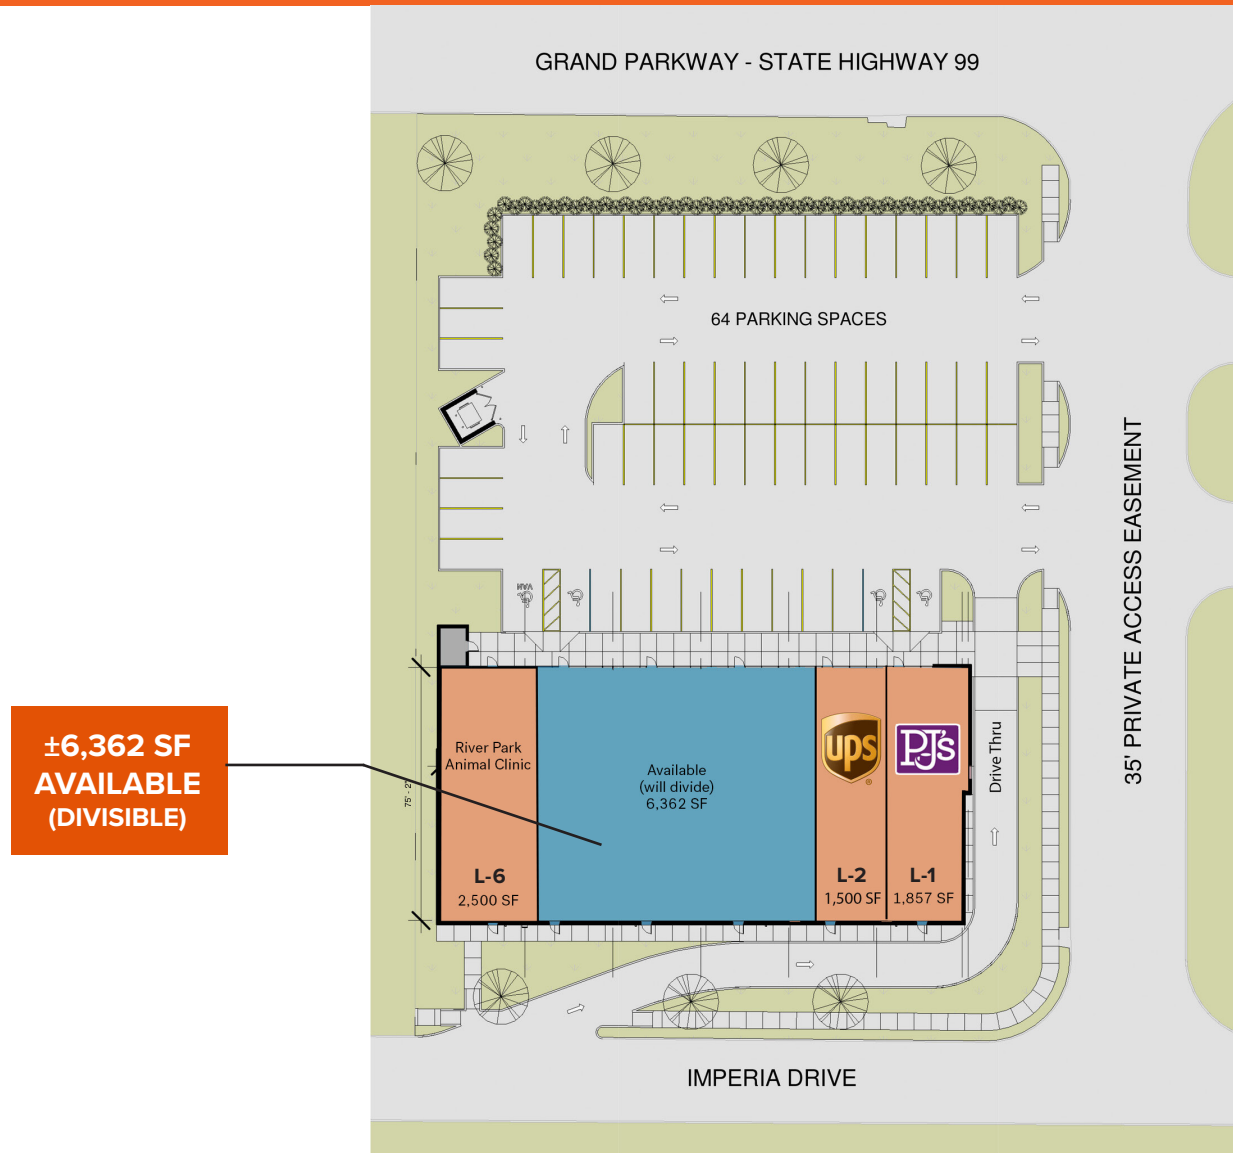 GRAND PARKWAY - STATE HIGHWAY 99
64 PARKING SPACES
35' PRIVATE ACCESS EASEMENT
VAN
±6,362 SF
AVAILABLE
(DIVISIBLE)
River Park
Animal Clinic
L-6
2,500 SF
Available
(will divide)
6,362 SF
ups
®
L-2
1,500 SF
PJ's
L-1
1,857 SF
Drive Thru
IMPERIA DRIVE